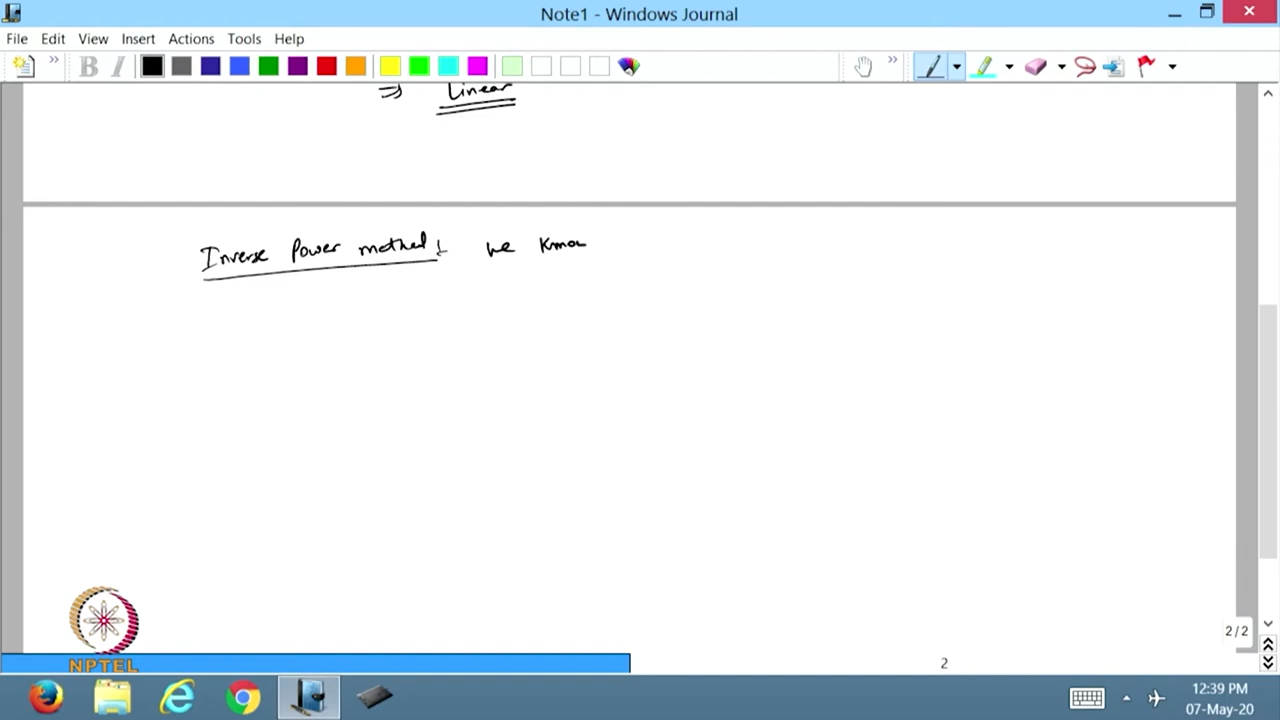 Note1 - Windows Journal
File Edit View Insert Actions Tools Help
B I
⇒ Linear
Inverse Power method : we Know
2/2
NPTEL
2
12:39 PM
07-May-20